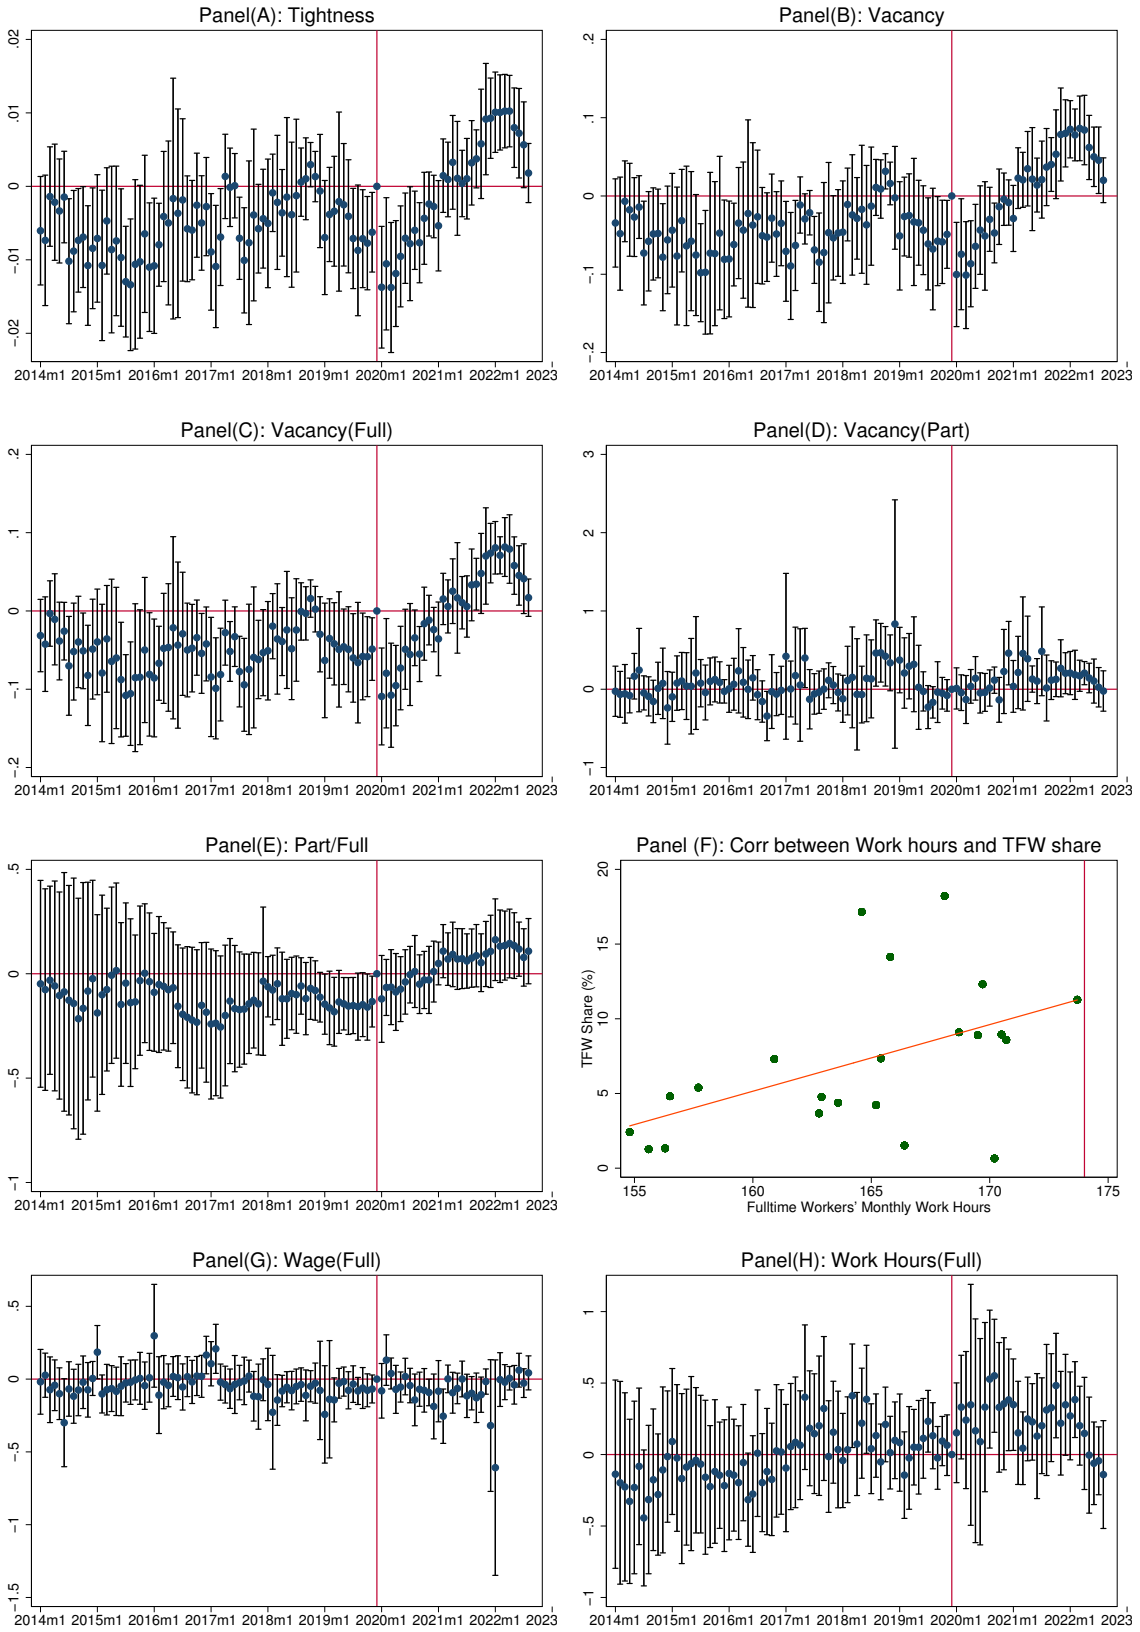 Panel(A): Tightness
.02
.01
0
-.01
-.02
2014m1 2015m1 2016m1 2017m1 2018m1 2019m1 2020m1 2021m1 2022m1 2023
Panel(B): Vacancy
.2
.1
0
-.1
-.2
2014m1 2015m1 2016m1 2017m1 2018m1 2019m1 2020m1 2021m1 2022m1 2023
Panel(C): Vacancy(Full)
.2
.1
0
-.1
-.2
2014m1 2015m1 2016m1 2017m1 2018m1 2019m1 2020m1 2021m1 2022m1 2023
Panel(D): Vacancy(Part)
3
2
1
0
-1
2014m1 2015m1 2016m1 2017m1 2018m1 2019m1 2020m1 2021m1 2022m1 2023
Panel(E): Part/Full
.5
0
-.5
-1
2014m1 2015m1 2016m1 2017m1 2018m1 2019m1 2020m1 2021m1 2022m1 2023
Panel (F): Corr between Work hours and TFW share
TFW Share (%)
20
15
10
5
0
155 160 165 170 175
Fulltime Workers' Monthly Work Hours
Panel(G): Wage(Full)
.5
0
-.5
-1
-1.5
2014m1 2015m1 2016m1 2017m1 2018m1 2019m1 2020m1 2021m1 2022m1 2023
Panel(H): Work Hours(Full)
1
.5
0
-.5
-1
2014m1 2015m1 2016m1 2017m1 2018m1 2019m1 2020m1 2021m1 2022m1 2023